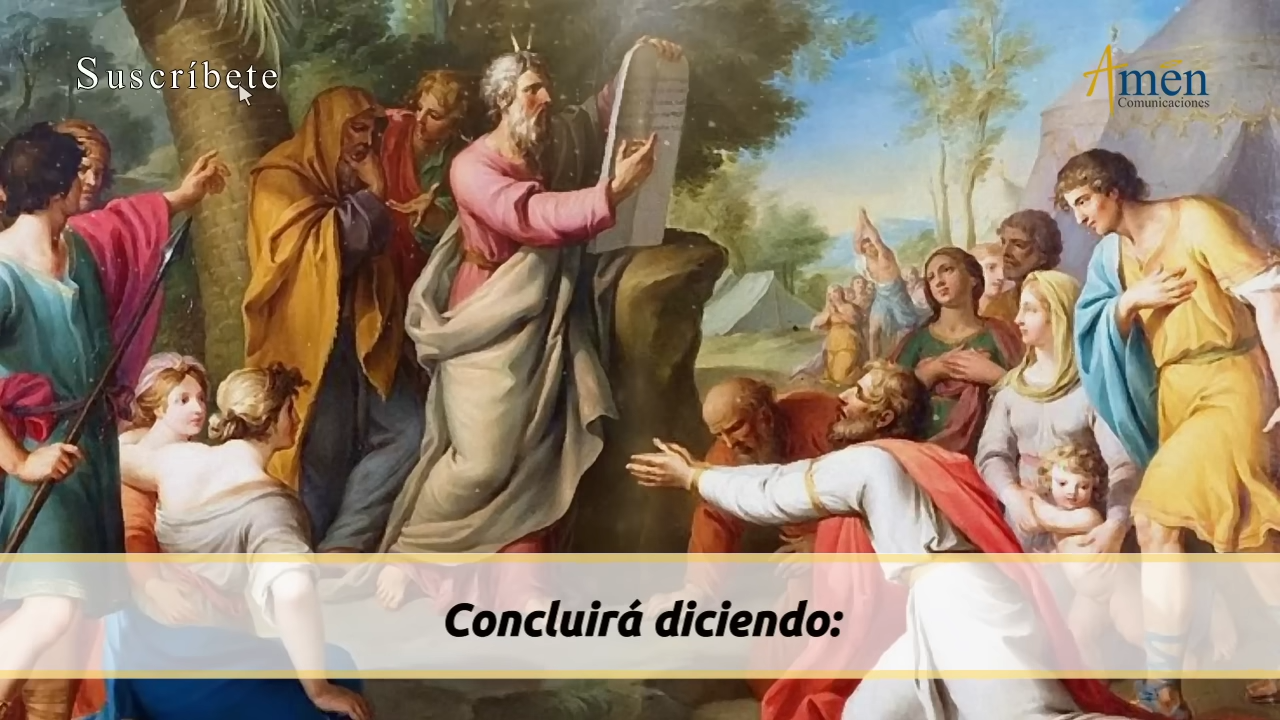 Suscríbete
Amén
Comunicaciones
Concluirá diciendo: